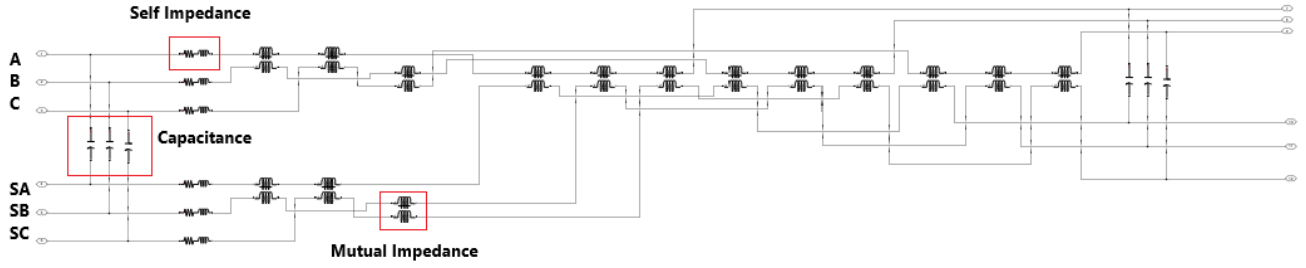 Self Impedance
A
B
C
Capacitance
SA
SB
SC
Mutual Impedance